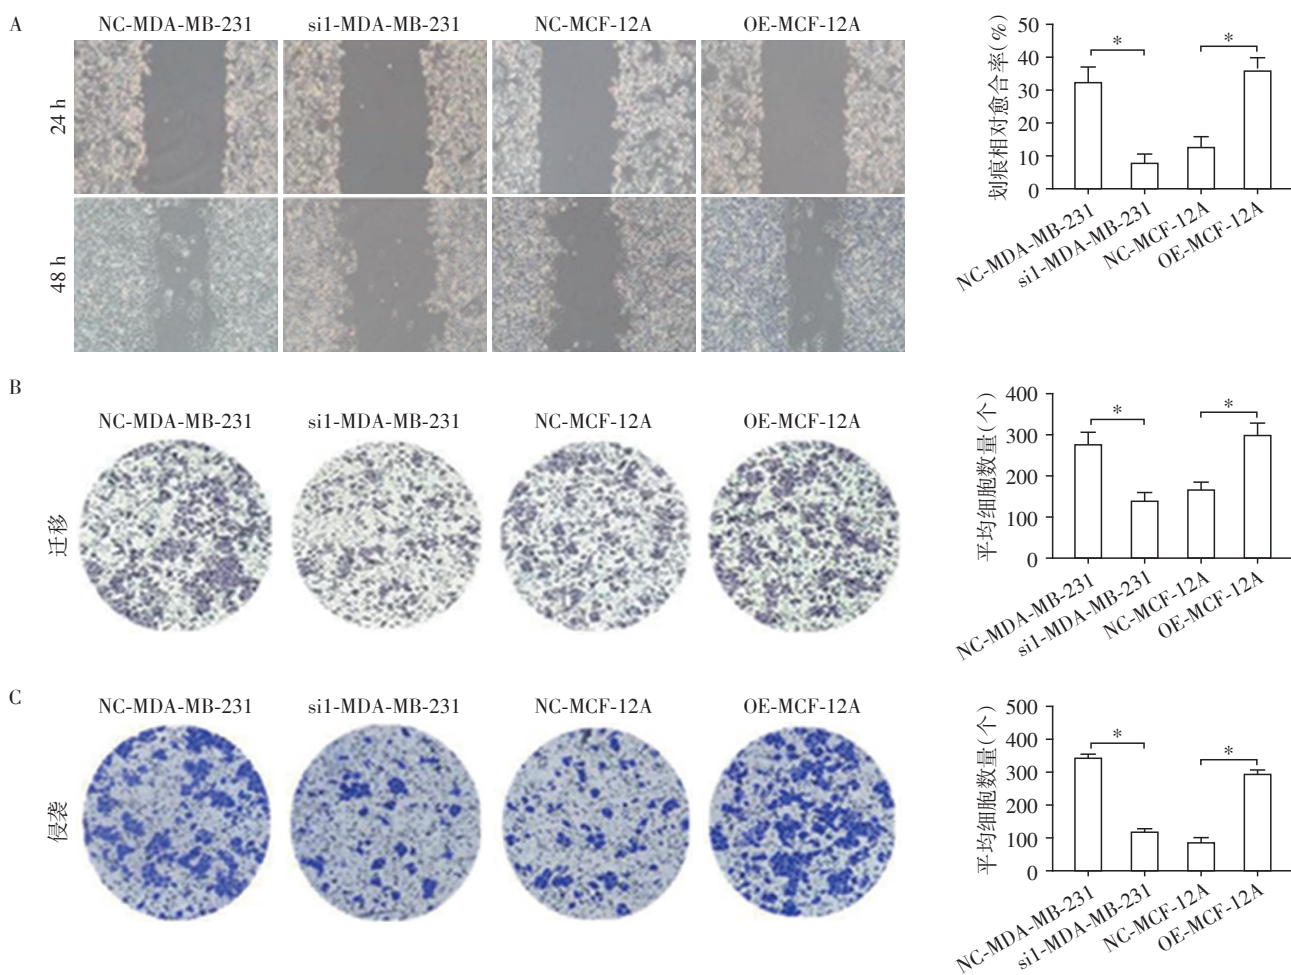 A
NC-MDA-MB-231
si1-MDA-MB-231
NC-MCF-12A
OE-MCF-12A
24 h
48 h
划痕相对愈合率(%)
50
40
30
20
10
0
*
*
NC-MDA-MB-231
si1-MDA-MB-231
NC-MCF-12A
OE-MCF-12A
B
NC-MDA-MB-231
si1-MDA-MB-231
NC-MCF-12A
OE-MCF-12A
迁移
平均细胞数量(个)
400
300
200
100
0
*
*
NC-MDA-MB-231
si1-MDA-MB-231
NC-MCF-12A
OE-MCF-12A
C
NC-MDA-MB-231
si1-MDA-MB-231
NC-MCF-12A
OE-MCF-12A
侵袭
平均细胞数量(个)
500
400
300
200
100
0
*
*
NC-MDA-MB-231
si1-MDA-MB-231
NC-MCF-12A
OE-MCF-12A